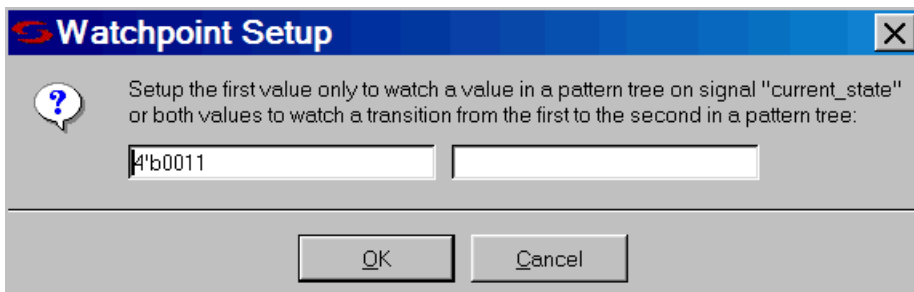 Watchpoint Setup
Setup the first value only to watch a value in a pattern tree on signal "current_state"
or both values to watch a transition from the first to the second in a pattern tree:
4'b0011
OK Cancel